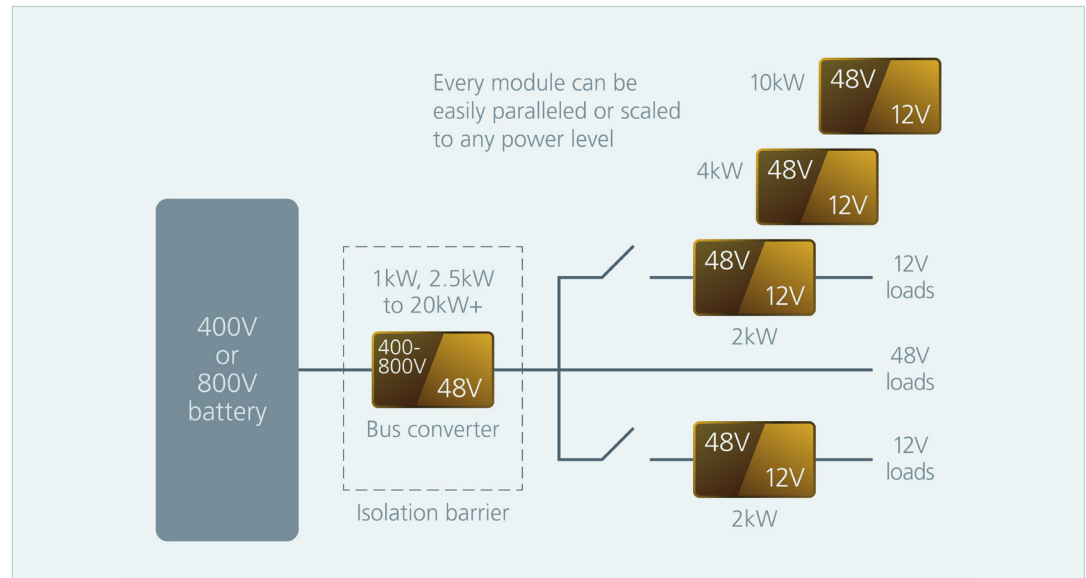 Every module can be
easily paralleled or scaled
to any power level
10kW
48V
12V
4kW
48V
12V
400V
or
800V
battery
1kW, 2.5kW
to 20kW+
400-
800V
48V
Bus converter
Isolation barrier
48V
12V
2kW
12V
loads
48V
loads
48V
12V
2kW
12V
loads